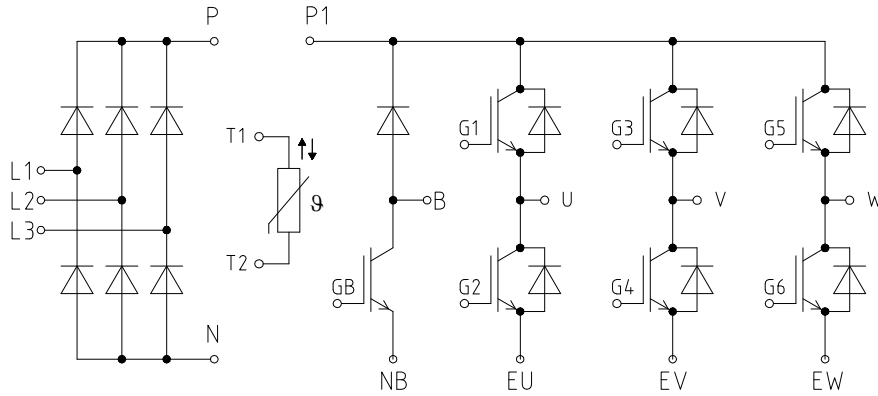 P P1
T1 G1 G3 G5
L1
L2 B U V W
L3 ϑ
T2 GB G2 G4 G6
N
NB EU EV EW